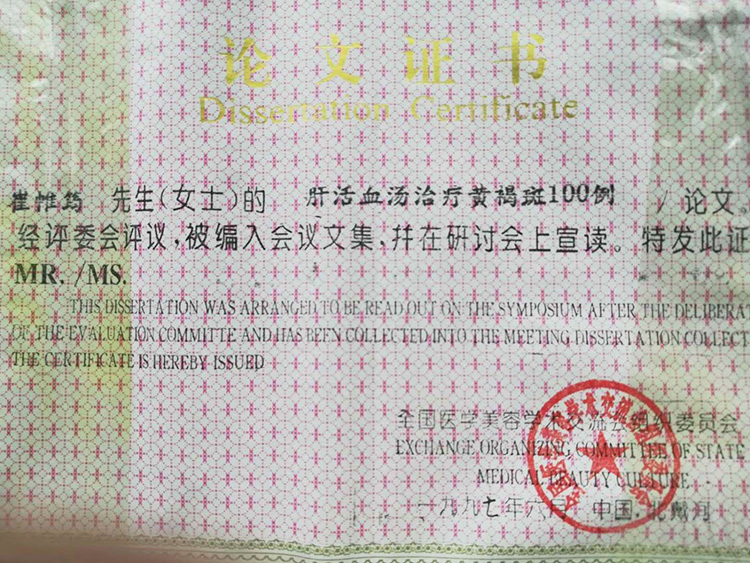 论文证书
Dissertation Certificate
崔惟筠 先生(女士)的 肝活血汤治疗黄褐斑100例 论文
经评委会评议,被编入会议文集,并在研讨会上宣读。特发此证
MR. /MS.
THIS DISSERTATION WAS ARRANGED TO BE READ OUT ON THE SYMPOSIUM AFTER THE DELIBERA
OF THE EVALUATION COMMITTE AND HAS BEEN COLLECTED INTO THE MEETING DISSERTATION COLLECT
THE CERTIFICATE IS HEREBY ISSUED
全国医学美容学术交流会组织委员会
EXCHANGE ORGANIZING COMMITTEE OF STATE
MEDICAL BEAUTY CULTURE
一九九七年六月 中国.北戴河